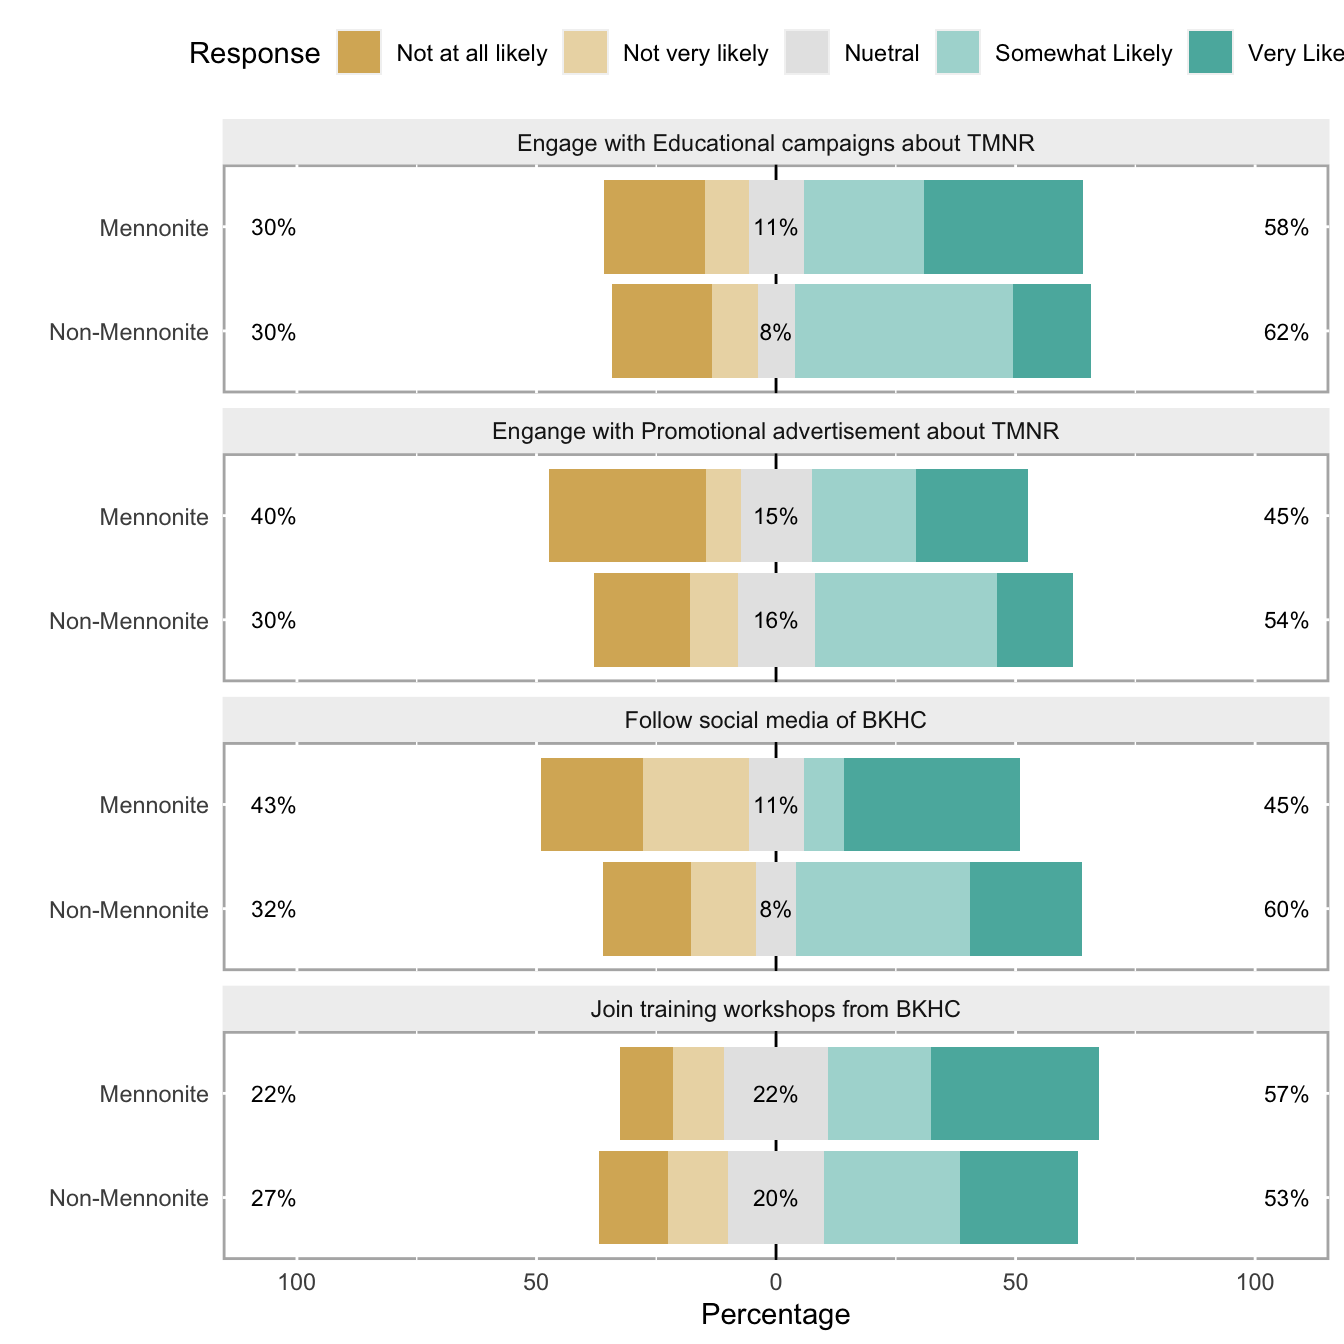 Response Not at all likely Not very likely Nuetral Somewhat Likely Very Like
Engage with Educational campaigns about TMNR
Mennonite 30% 11% 58%
Non-Mennonite 30% 8% 62%
Engange with Promotional advertisement about TMNR
Mennonite 40% 15% 45%
Non-Mennonite 30% 16% 54%
Follow social media of BKHC
Mennonite 43% 11% 45%
Non-Mennonite 32% 8% 60%
Join training workshops from BKHC
Mennonite 22% 22% 57%
Non-Mennonite 27% 20% 53%
100 50 0 50 100
Percentage